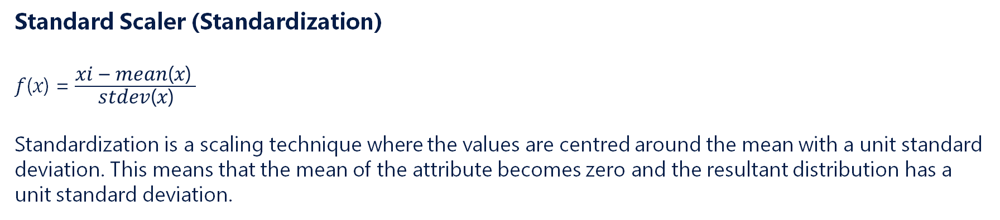 Standard Scaler (Standardization)
f(x) = xi − mean(x) / stdev(x)
Standardization is a scaling technique where the values are centred around the mean with a unit standard
deviation. This means that the mean of the attribute becomes zero and the resultant distribution has a
unit standard deviation.